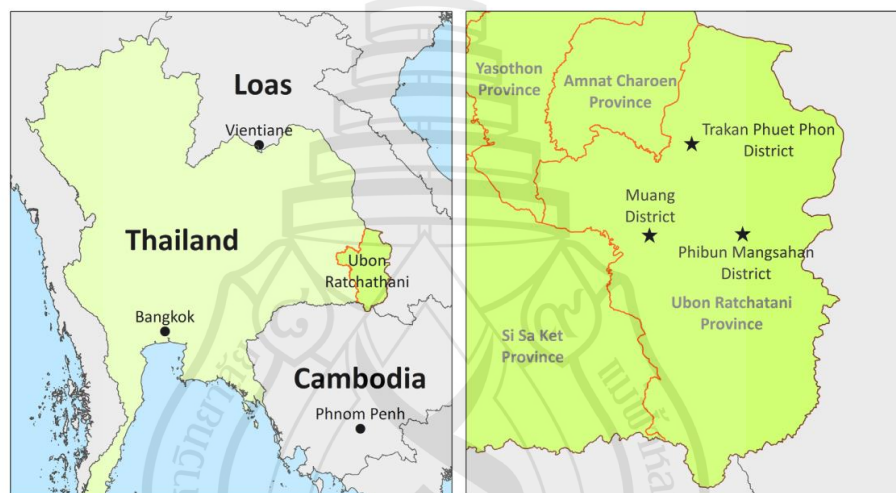 Loas
Vientiane
Thailand
Ubon
Ratchathani
Bangkok
Cambodia
Phnom Penh
Yasothon
Province
Amnat Charoen
Province
Trakan Phuet Phon
District
Muang
District
Phibun Mangsahan
District
Ubon Ratchatani
Province
Si Sa Ket
Province